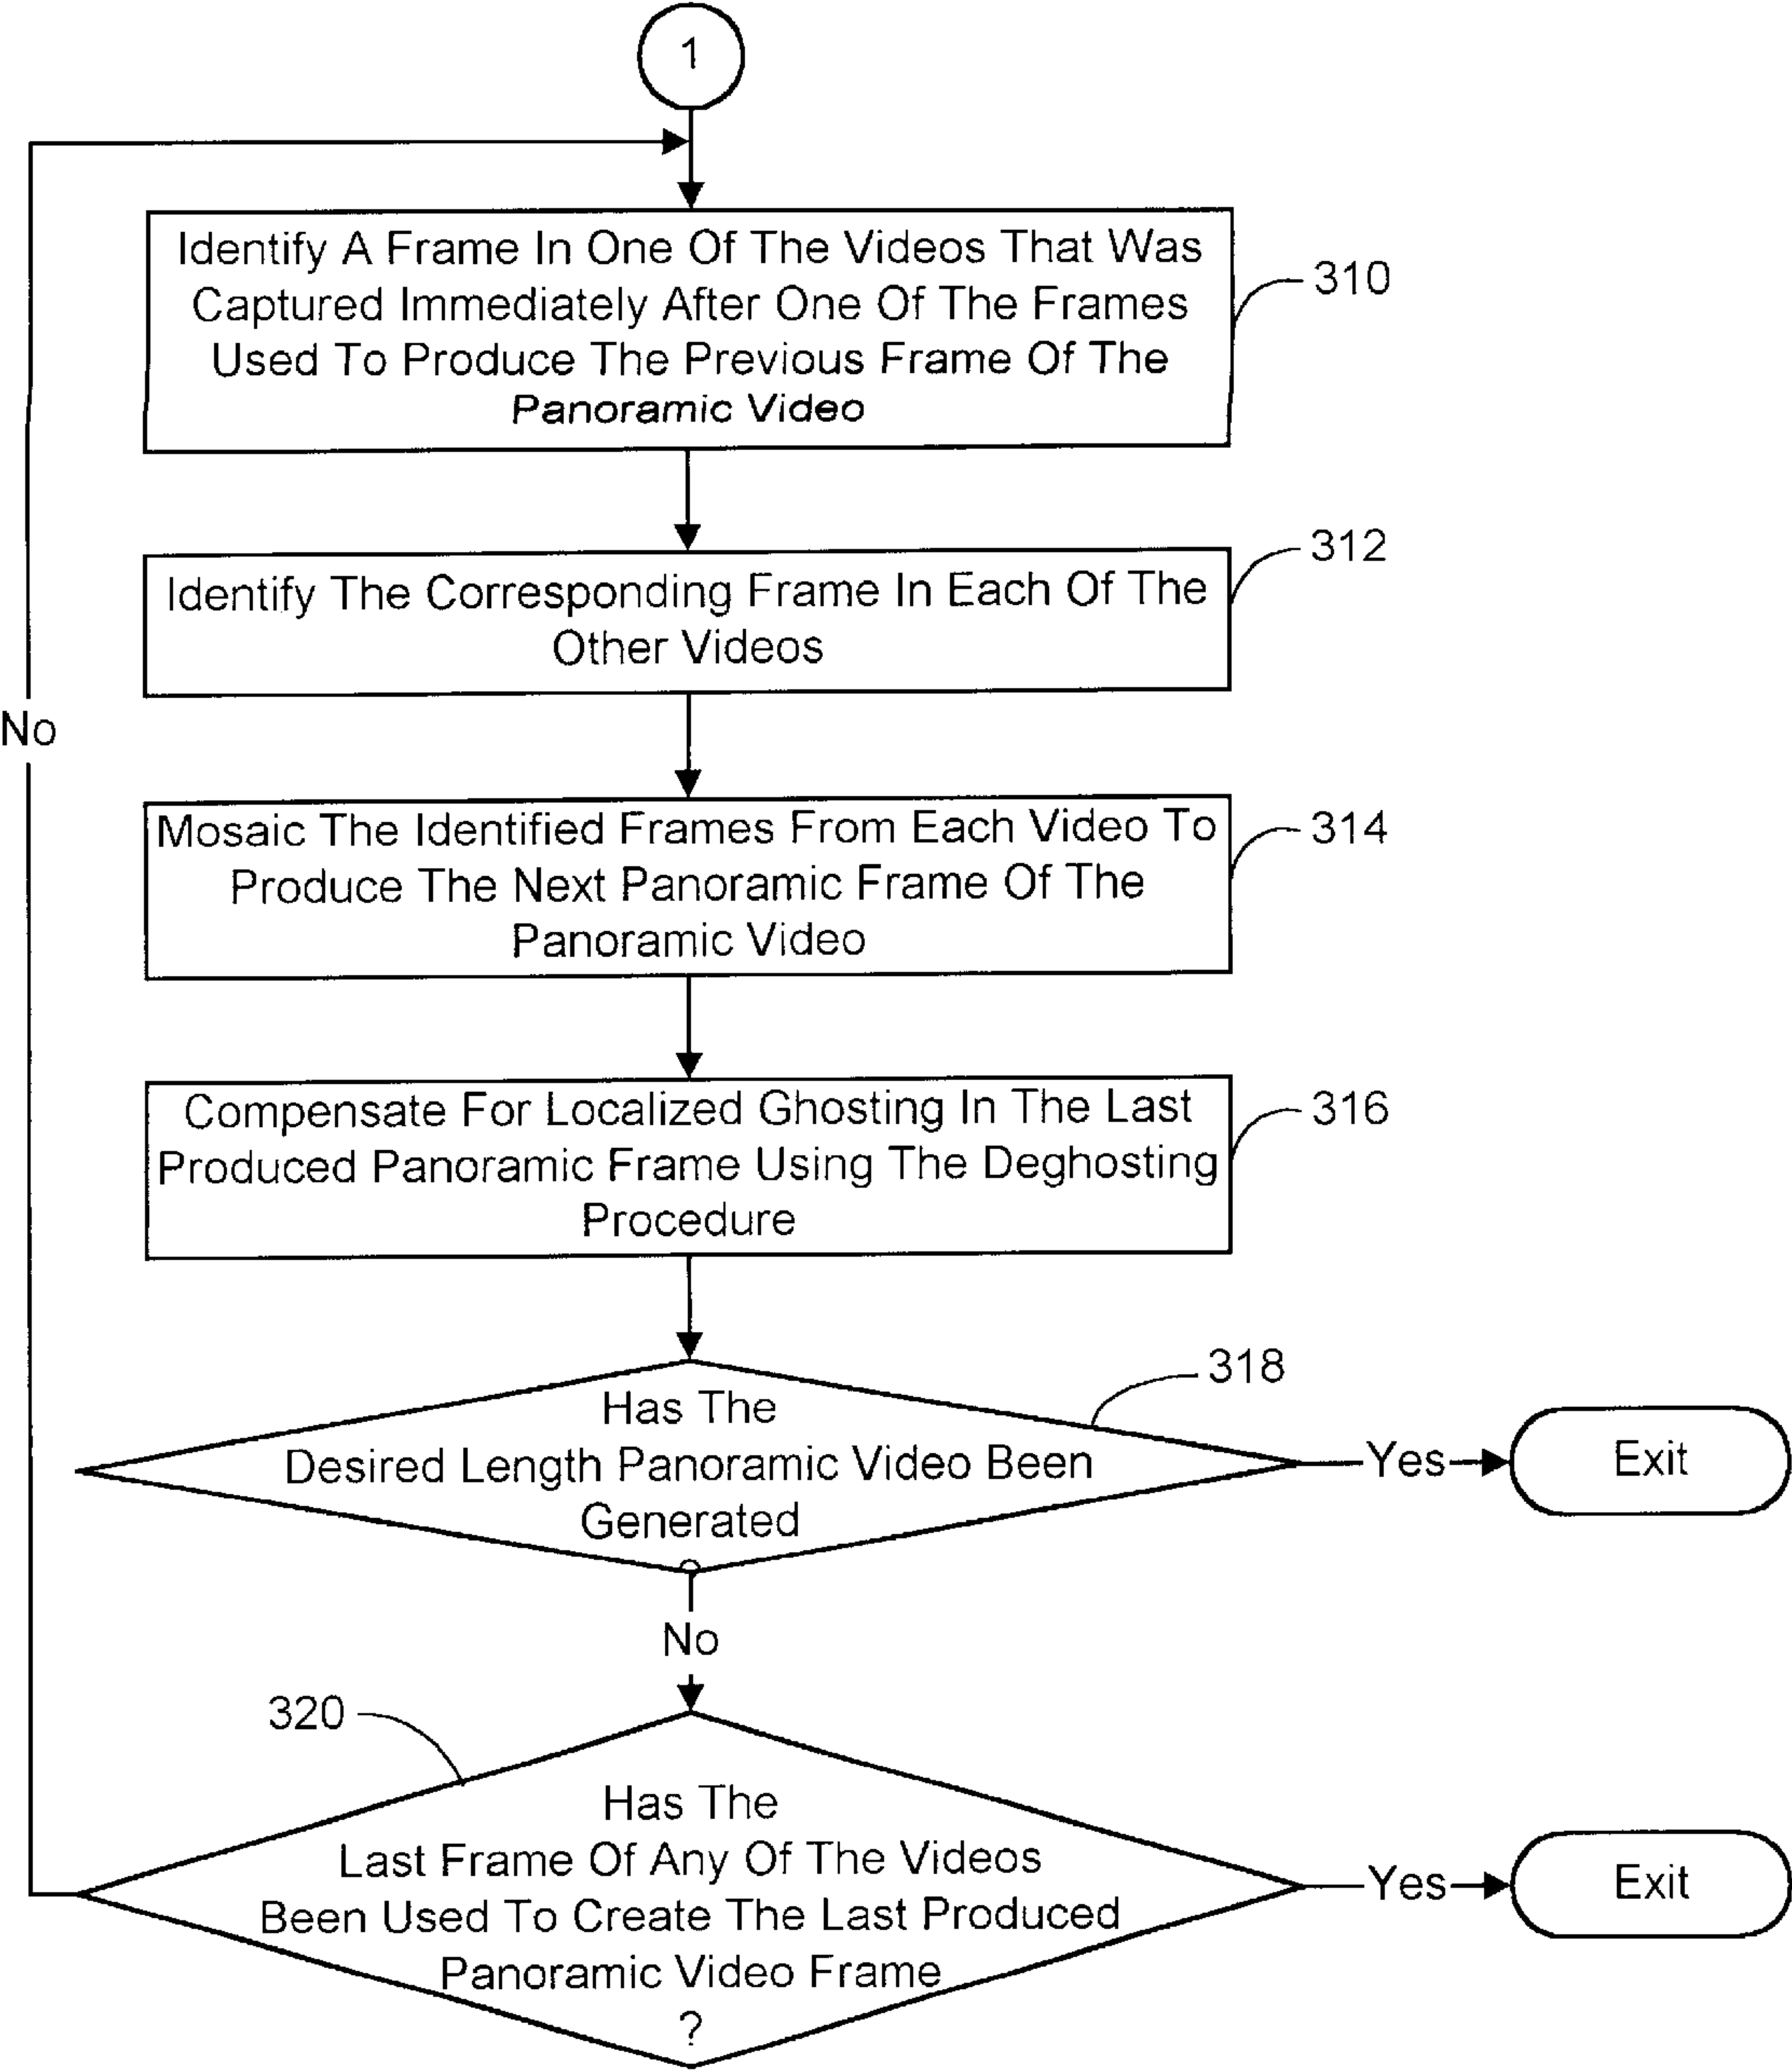 1
Identify A Frame In One Of The Videos That Was
Captured Immediately After One Of The Frames
Used To Produce The Previous Frame Of The
Panoramic Video
310
Identify The Corresponding Frame In Each Of The
Other Videos
312
No
Mosaic The Identified Frames From Each Video To
Produce The Next Panoramic Frame Of The
Panoramic Video
314
Compensate For Localized Ghosting In The Last
Produced Panoramic Frame Using The Deghosting
Procedure
316
318
Has The
Desired Length Panoramic Video Been
Generated
Yes
Exit
No
320
Has The
Last Frame Of Any Of The Videos
Been Used To Create The Last Produced
Panoramic Video Frame
?
Yes
Exit